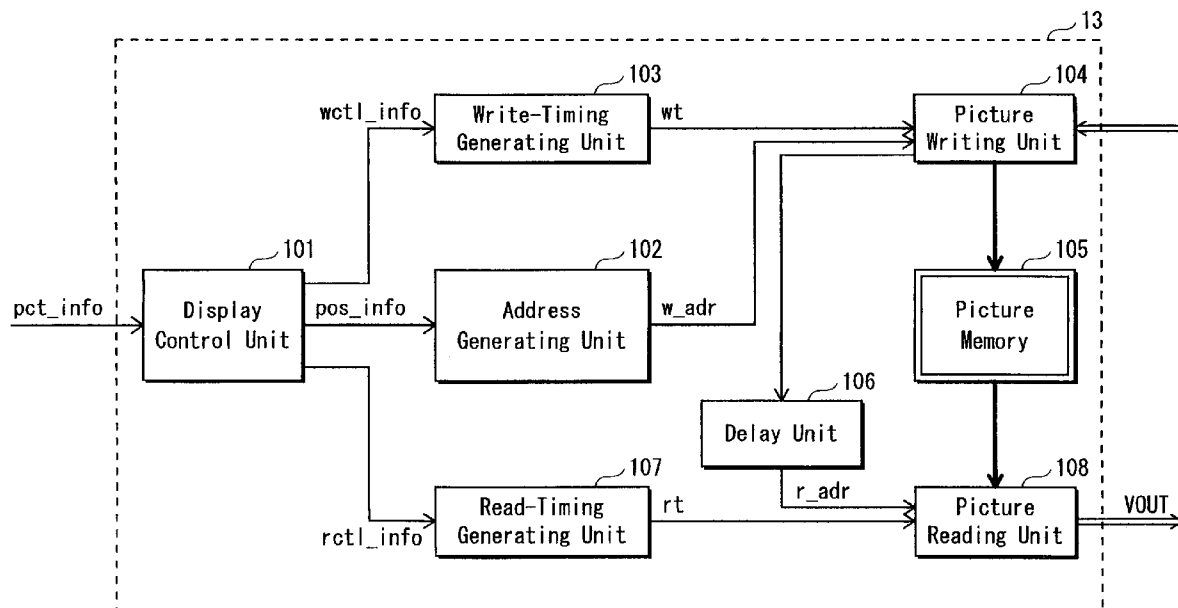 13
103
104
wctl_info
Write-Timing
Generating Unit
wt
Picture
Writing Unit
101
102
105
pct_info
Display
Control Unit
pos_info
Address
Generating Unit
w_adr
Picture
Memory
106
Delay Unit
107
r_adr
108
rctl_info
Read-Timing
Generating Unit
rt
Picture
Reading Unit
VOUT